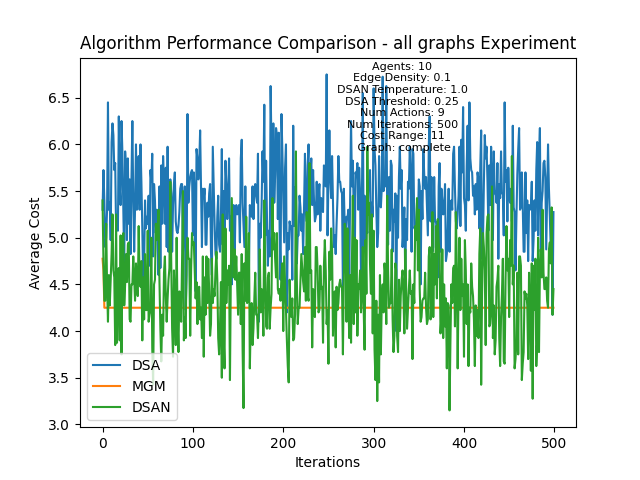 Algorithm Performance Comparison - all graphs Experiment
Agents: 10
Edge Density: 0.1
DSAN Temperature: 1.0
DSA Threshold: 0.25
Num Actions: 9
Num Iterations: 500
Cost Range: 11
Graph: complete
Average Cost
6.5
6.0
5.5
5.0
4.5
4.0
3.5
3.0
DSA
MGM
DSAN
0 100 200 300 400 500
Iterations